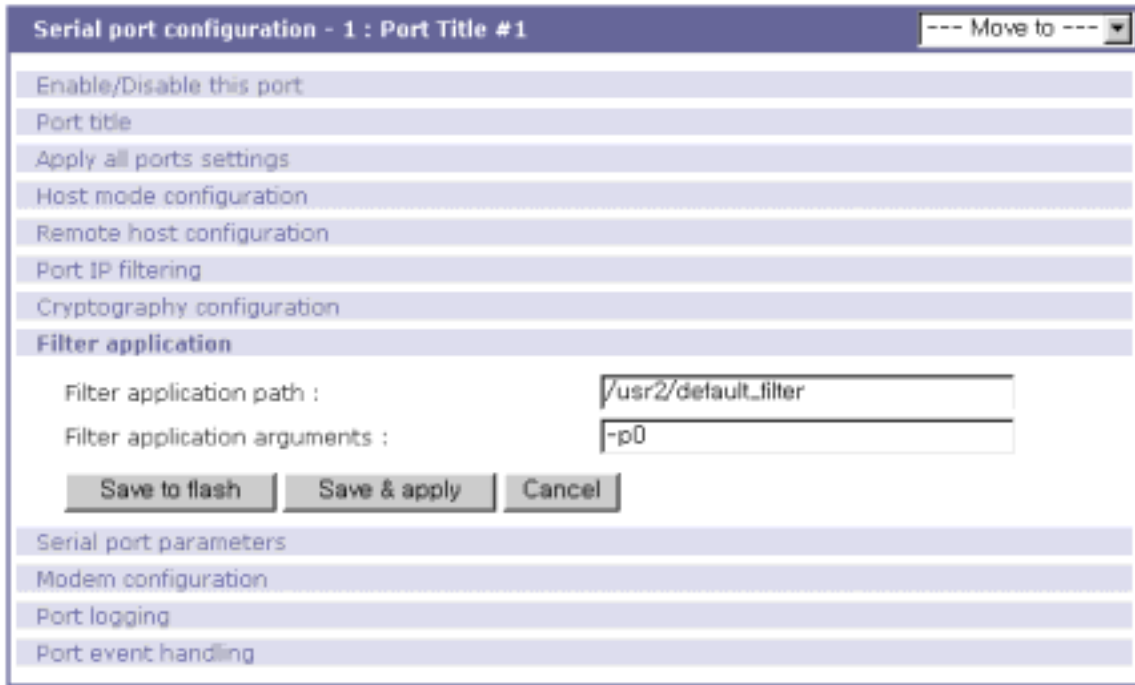 Serial port configuration - 1 : Port Title #1 --- Move to ---
Enable/Disable this port
Port title
Apply all ports settings
Host mode configuration
Remote host configuration
Port IP filtering
Cryptography configuration
Filter application
Filter application path : /usr2/default_filter
Filter application arguments : -p0
Save to flash Save & apply Cancel
Serial port parameters
Modem configuration
Port logging
Port event handling